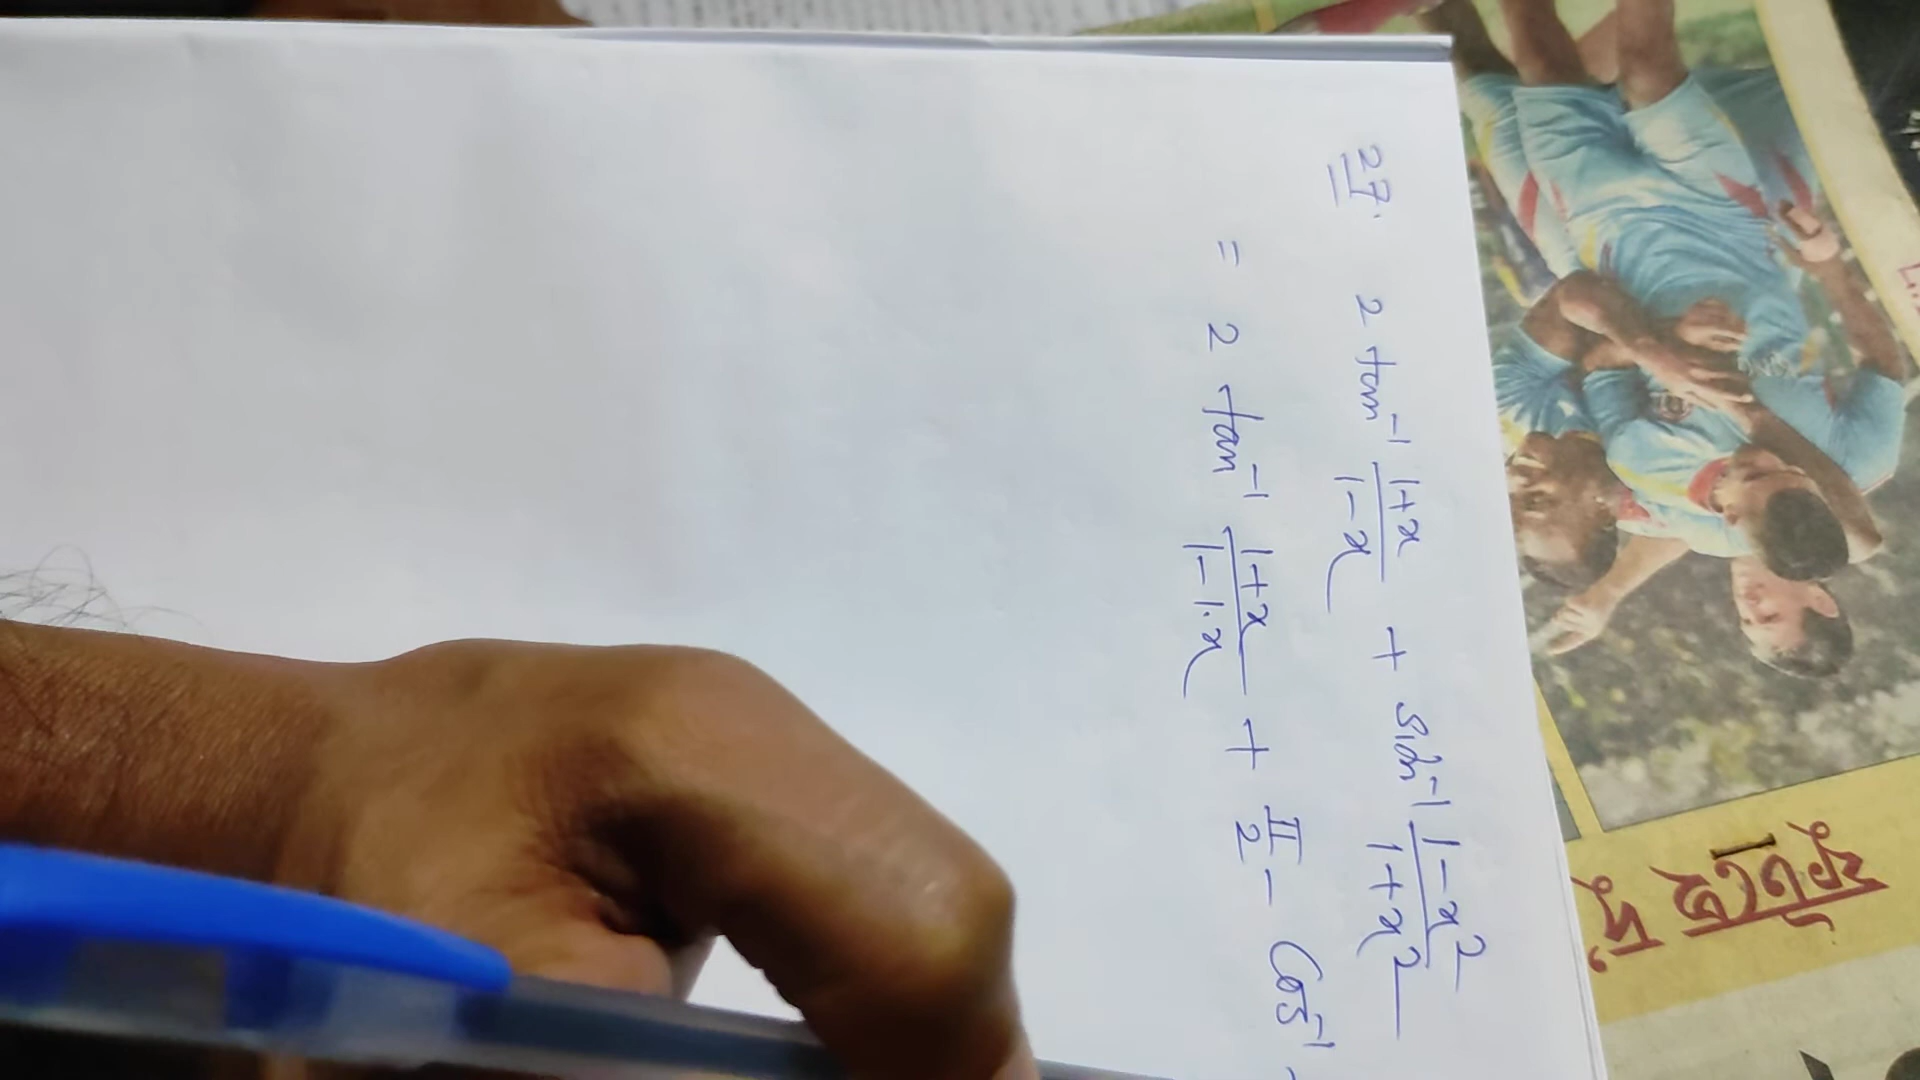 27. 2 tan⁻¹ (1+x)/(1-x) + sin⁻¹ (1-x²)/(1+x²)
= 2 tan⁻¹ (1+x)/(1-1·x) + π/2 - Cos⁻¹